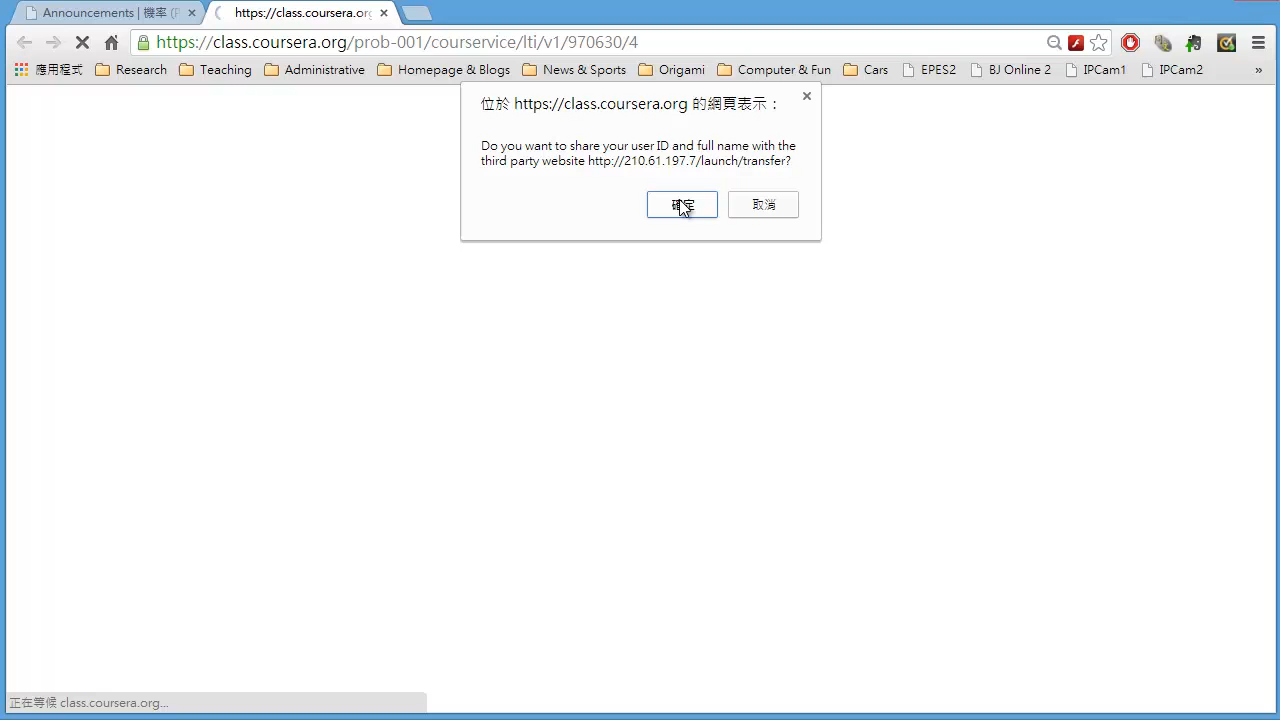 Announcements | 機率 (P
https://class.coursera.org
https://class.coursera.org/prob-001/courservice/lti/v1/970630/4
應用程式 Research Teaching Administrative Homepage & Blogs News & Sports Origami Computer & Fun Cars EPES2 BJ Online 2 IPCam1 IPCam2 »
位於 https://class.coursera.org 的網頁表示：
Do you want to share your user ID and full name with the
third party website http://210.61.197.7/launch/transfer?
確定 取消
正在等候 class.coursera.org...